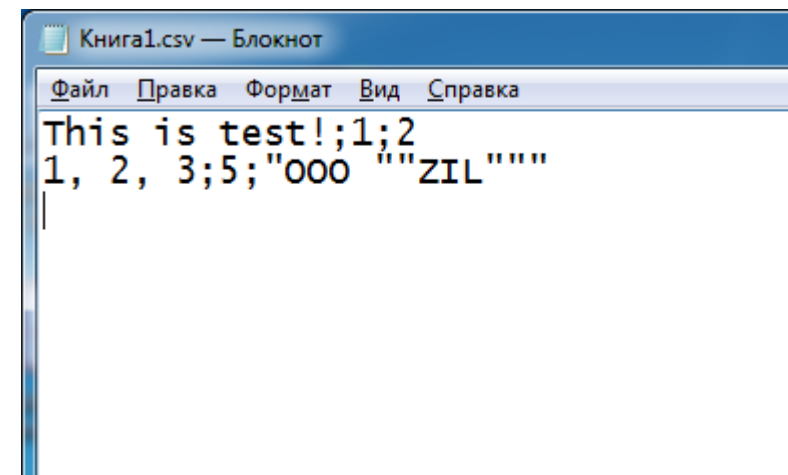 Книга1.csv — Блокнот
Файл Правка Формат Вид Справка
This is test!;1;2
1, 2, 3;5;"OOO ""ZIL"""